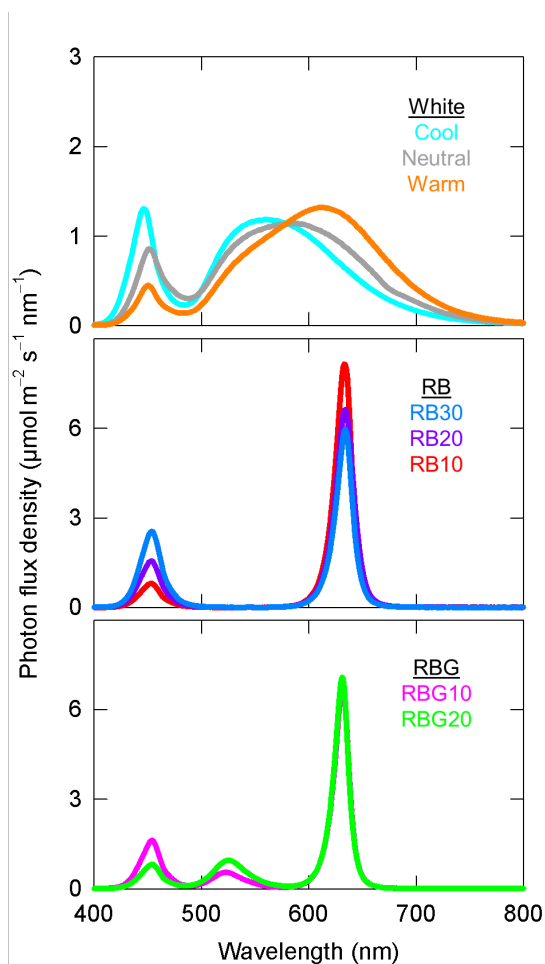 Photon flux density (μmol m⁻² s⁻¹ nm⁻¹)
3
2
1
0
White
Cool
Neutral
Warm
6
3
0
RB
RB30
RB20
RB10
6
3
0
RBG
RBG10
RBG20
400 500 600 700 800
Wavelength (nm)